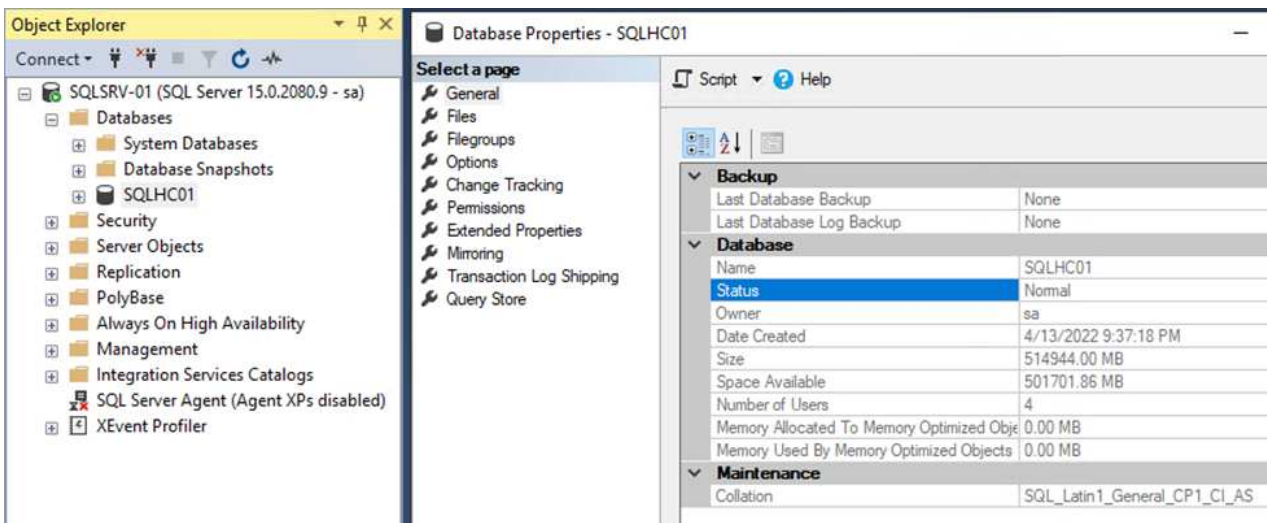 Object Explorer
Connect
SQLSRV-01 (SQL Server 15.0.2080.9 - sa)
Databases
System Databases
Database Snapshots
SQLHC01
Security
Server Objects
Replication
PolyBase
Always On High Availability
Management
Integration Services Catalogs
SQL Server Agent (Agent XPs disabled)
XEvent Profiler
Database Properties - SQLHC01
Select a page
General
Files
Filegroups
Options
Change Tracking
Permissions
Extended Properties
Mirroring
Transaction Log Shipping
Query Store
Script Help
Backup
Last Database Backup None
Last Database Log Backup None
Database
Name SQLHC01
Status Normal
Owner sa
Date Created 4/13/2022 9:37:18 PM
Size 514944.00 MB
Space Available 501701.86 MB
Number of Users 4
Memory Allocated To Memory Optimized Obje 0.00 MB
Memory Used By Memory Optimized Objects 0.00 MB
Maintenance
Collation SQL_Latin1_General_CP1_CI_AS